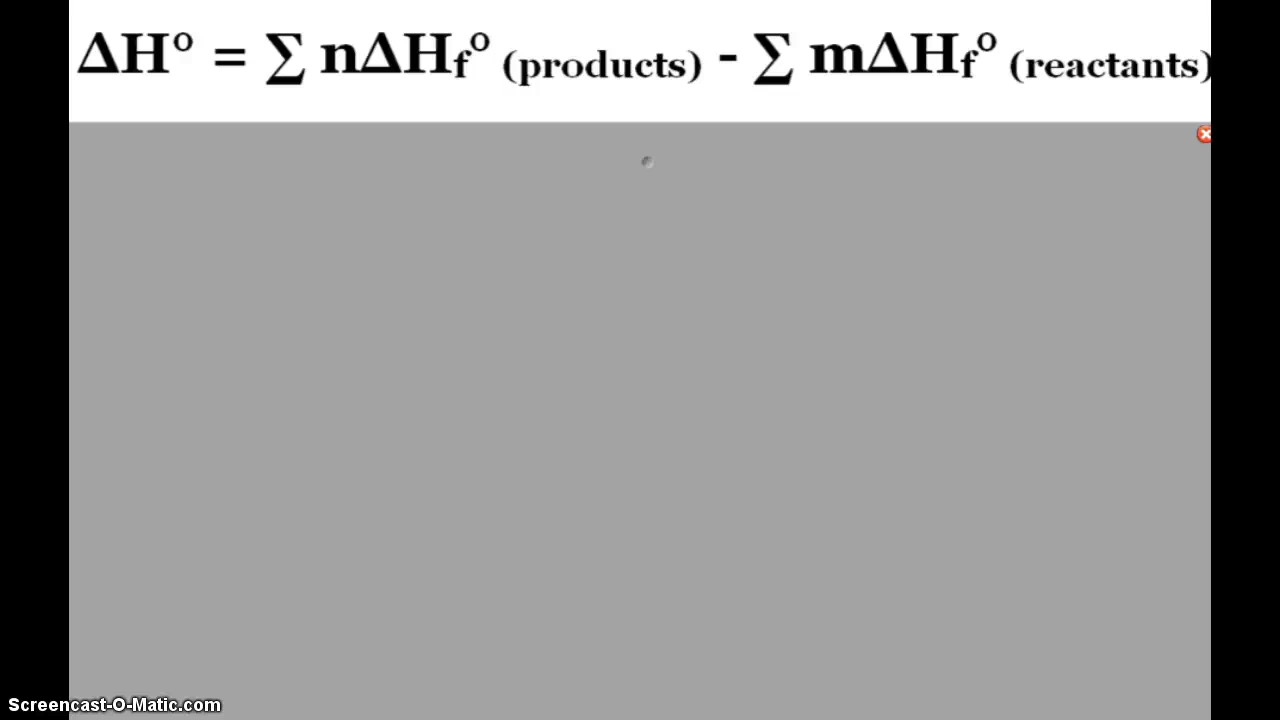 ΔH° = ∑ nΔHf° (products) - ∑ mΔHf° (reactants)
Screencast-O-Matic.com